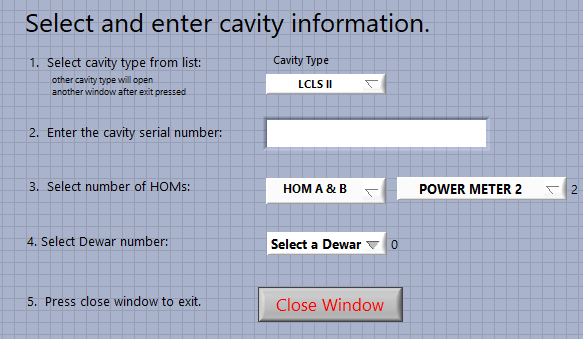 Select and enter cavity information.
1. Select cavity type from list:
other cavity type will open
another window after exit pressed
Cavity Type
LCLS II
2. Enter the cavity serial number:
3. Select number of HOMs:
HOM A & B
POWER METER 2
2
4. Select Dewar number:
Select a Dewar
0
5. Press close window to exit.
Close Window